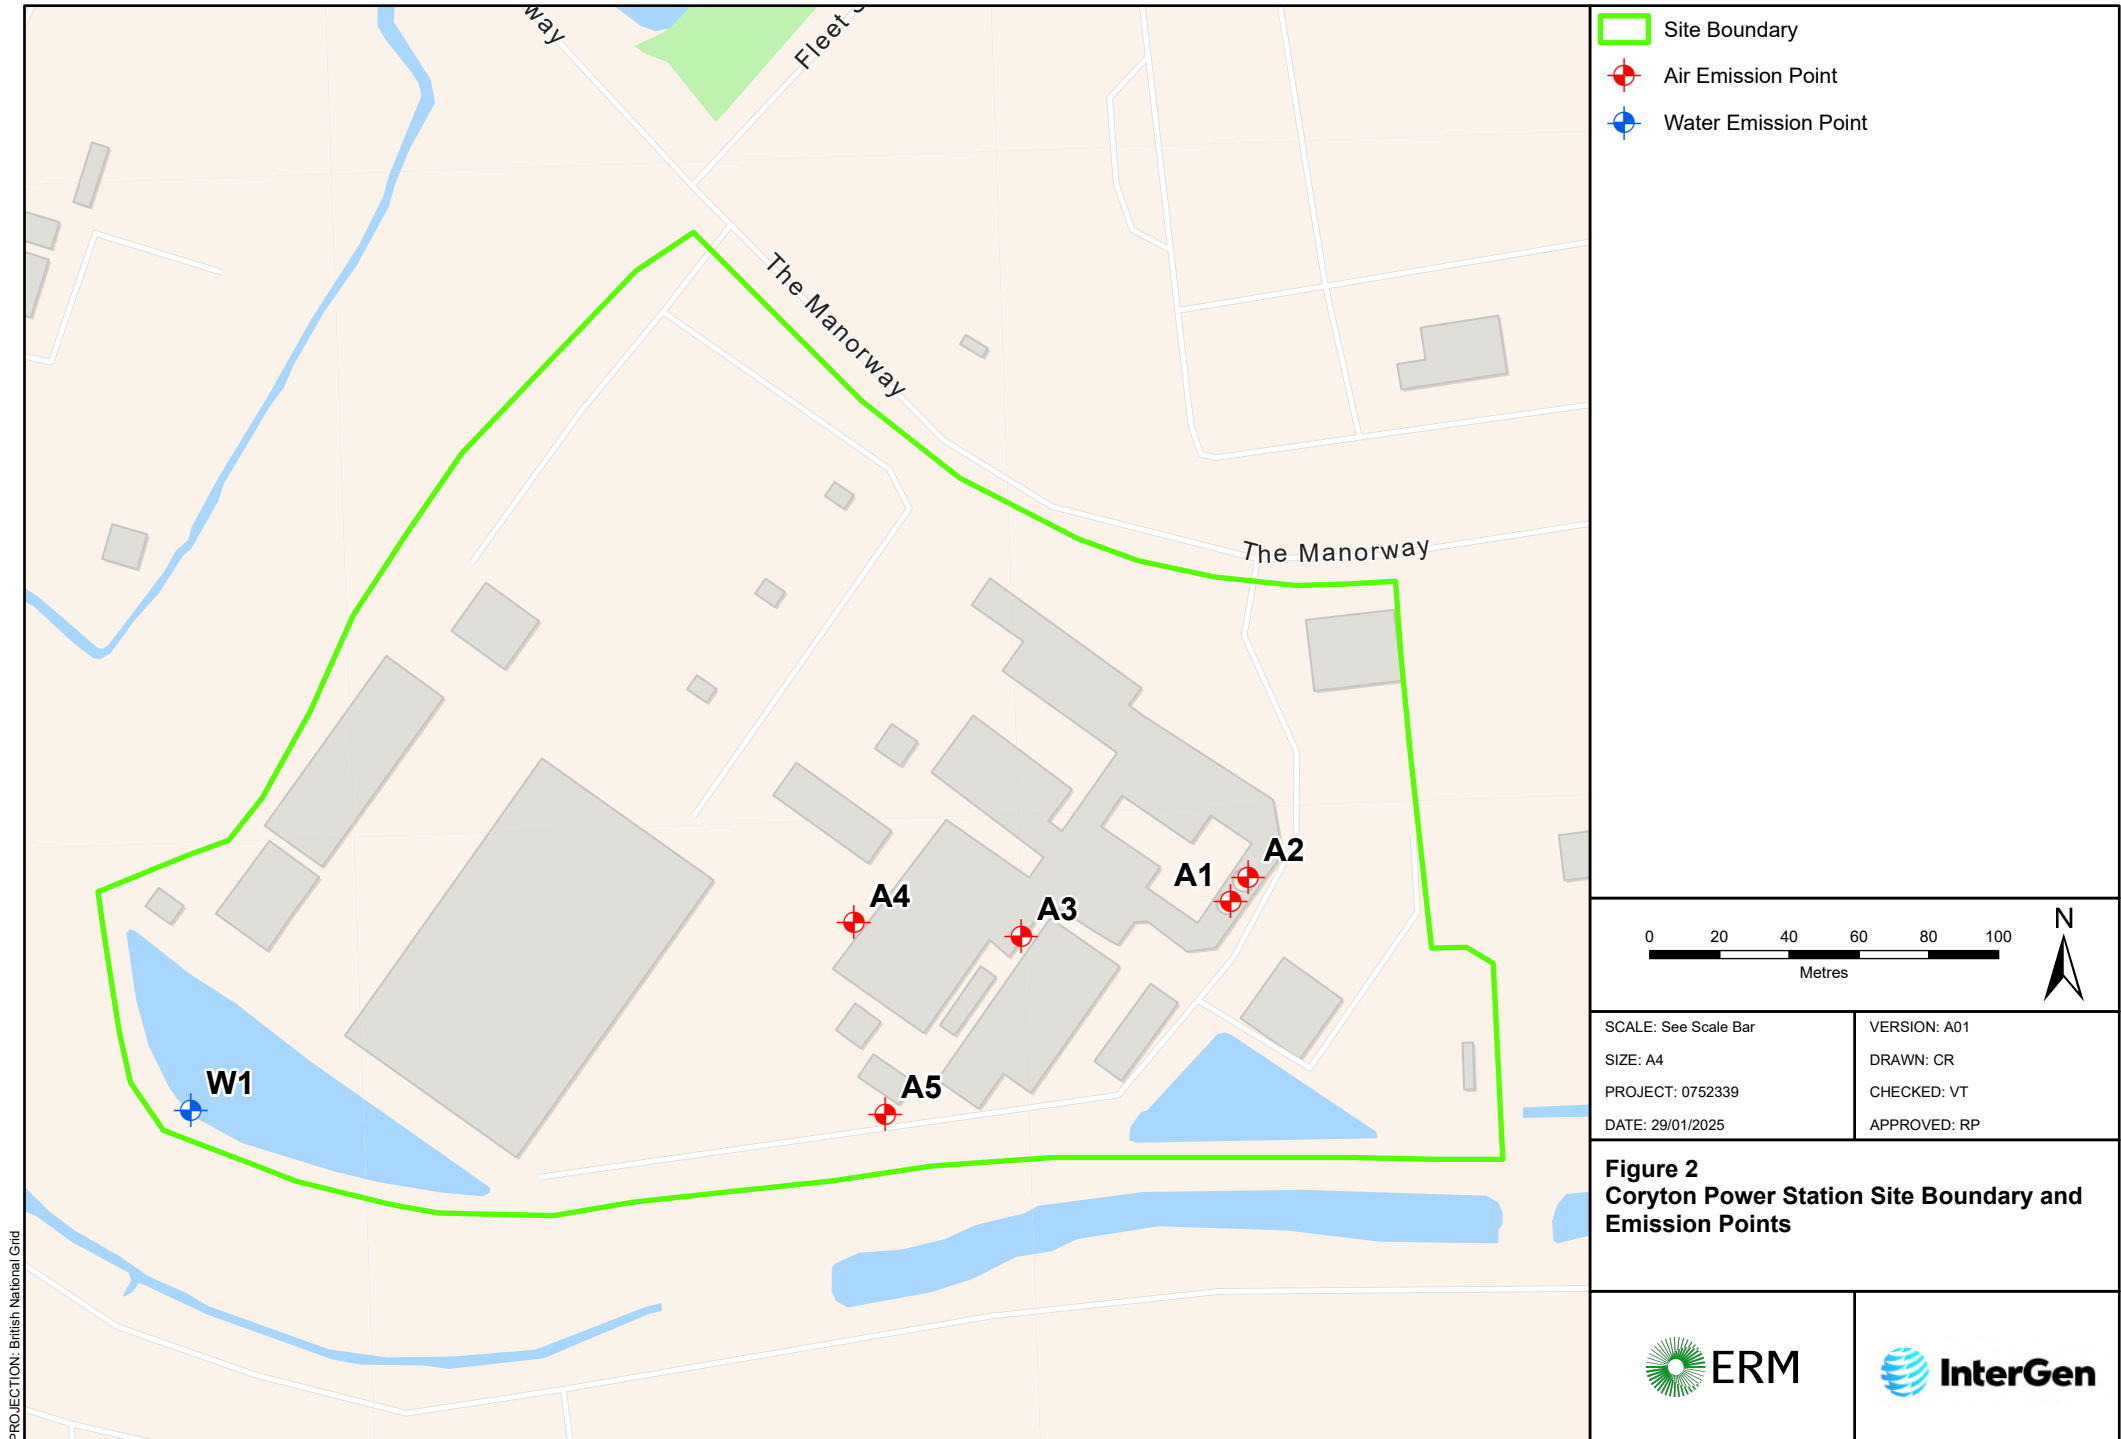 way
Fleet
The Manorway
The Manorway
A2
A1
A4
A3
W1
A5
Site Boundary
Air Emission Point
Water Emission Point
0 20 40 60 80 100
Metres
N
SCALE: See Scale Bar
VERSION: A01
SIZE: A4
DRAWN: CR
PROJECT: 0752339
CHECKED: VT
DATE: 29/01/2025
APPROVED: RP
Figure 2
Coryton Power Station Site Boundary and
Emission Points
ERM
InterGen
PROJECTION: British National Grid